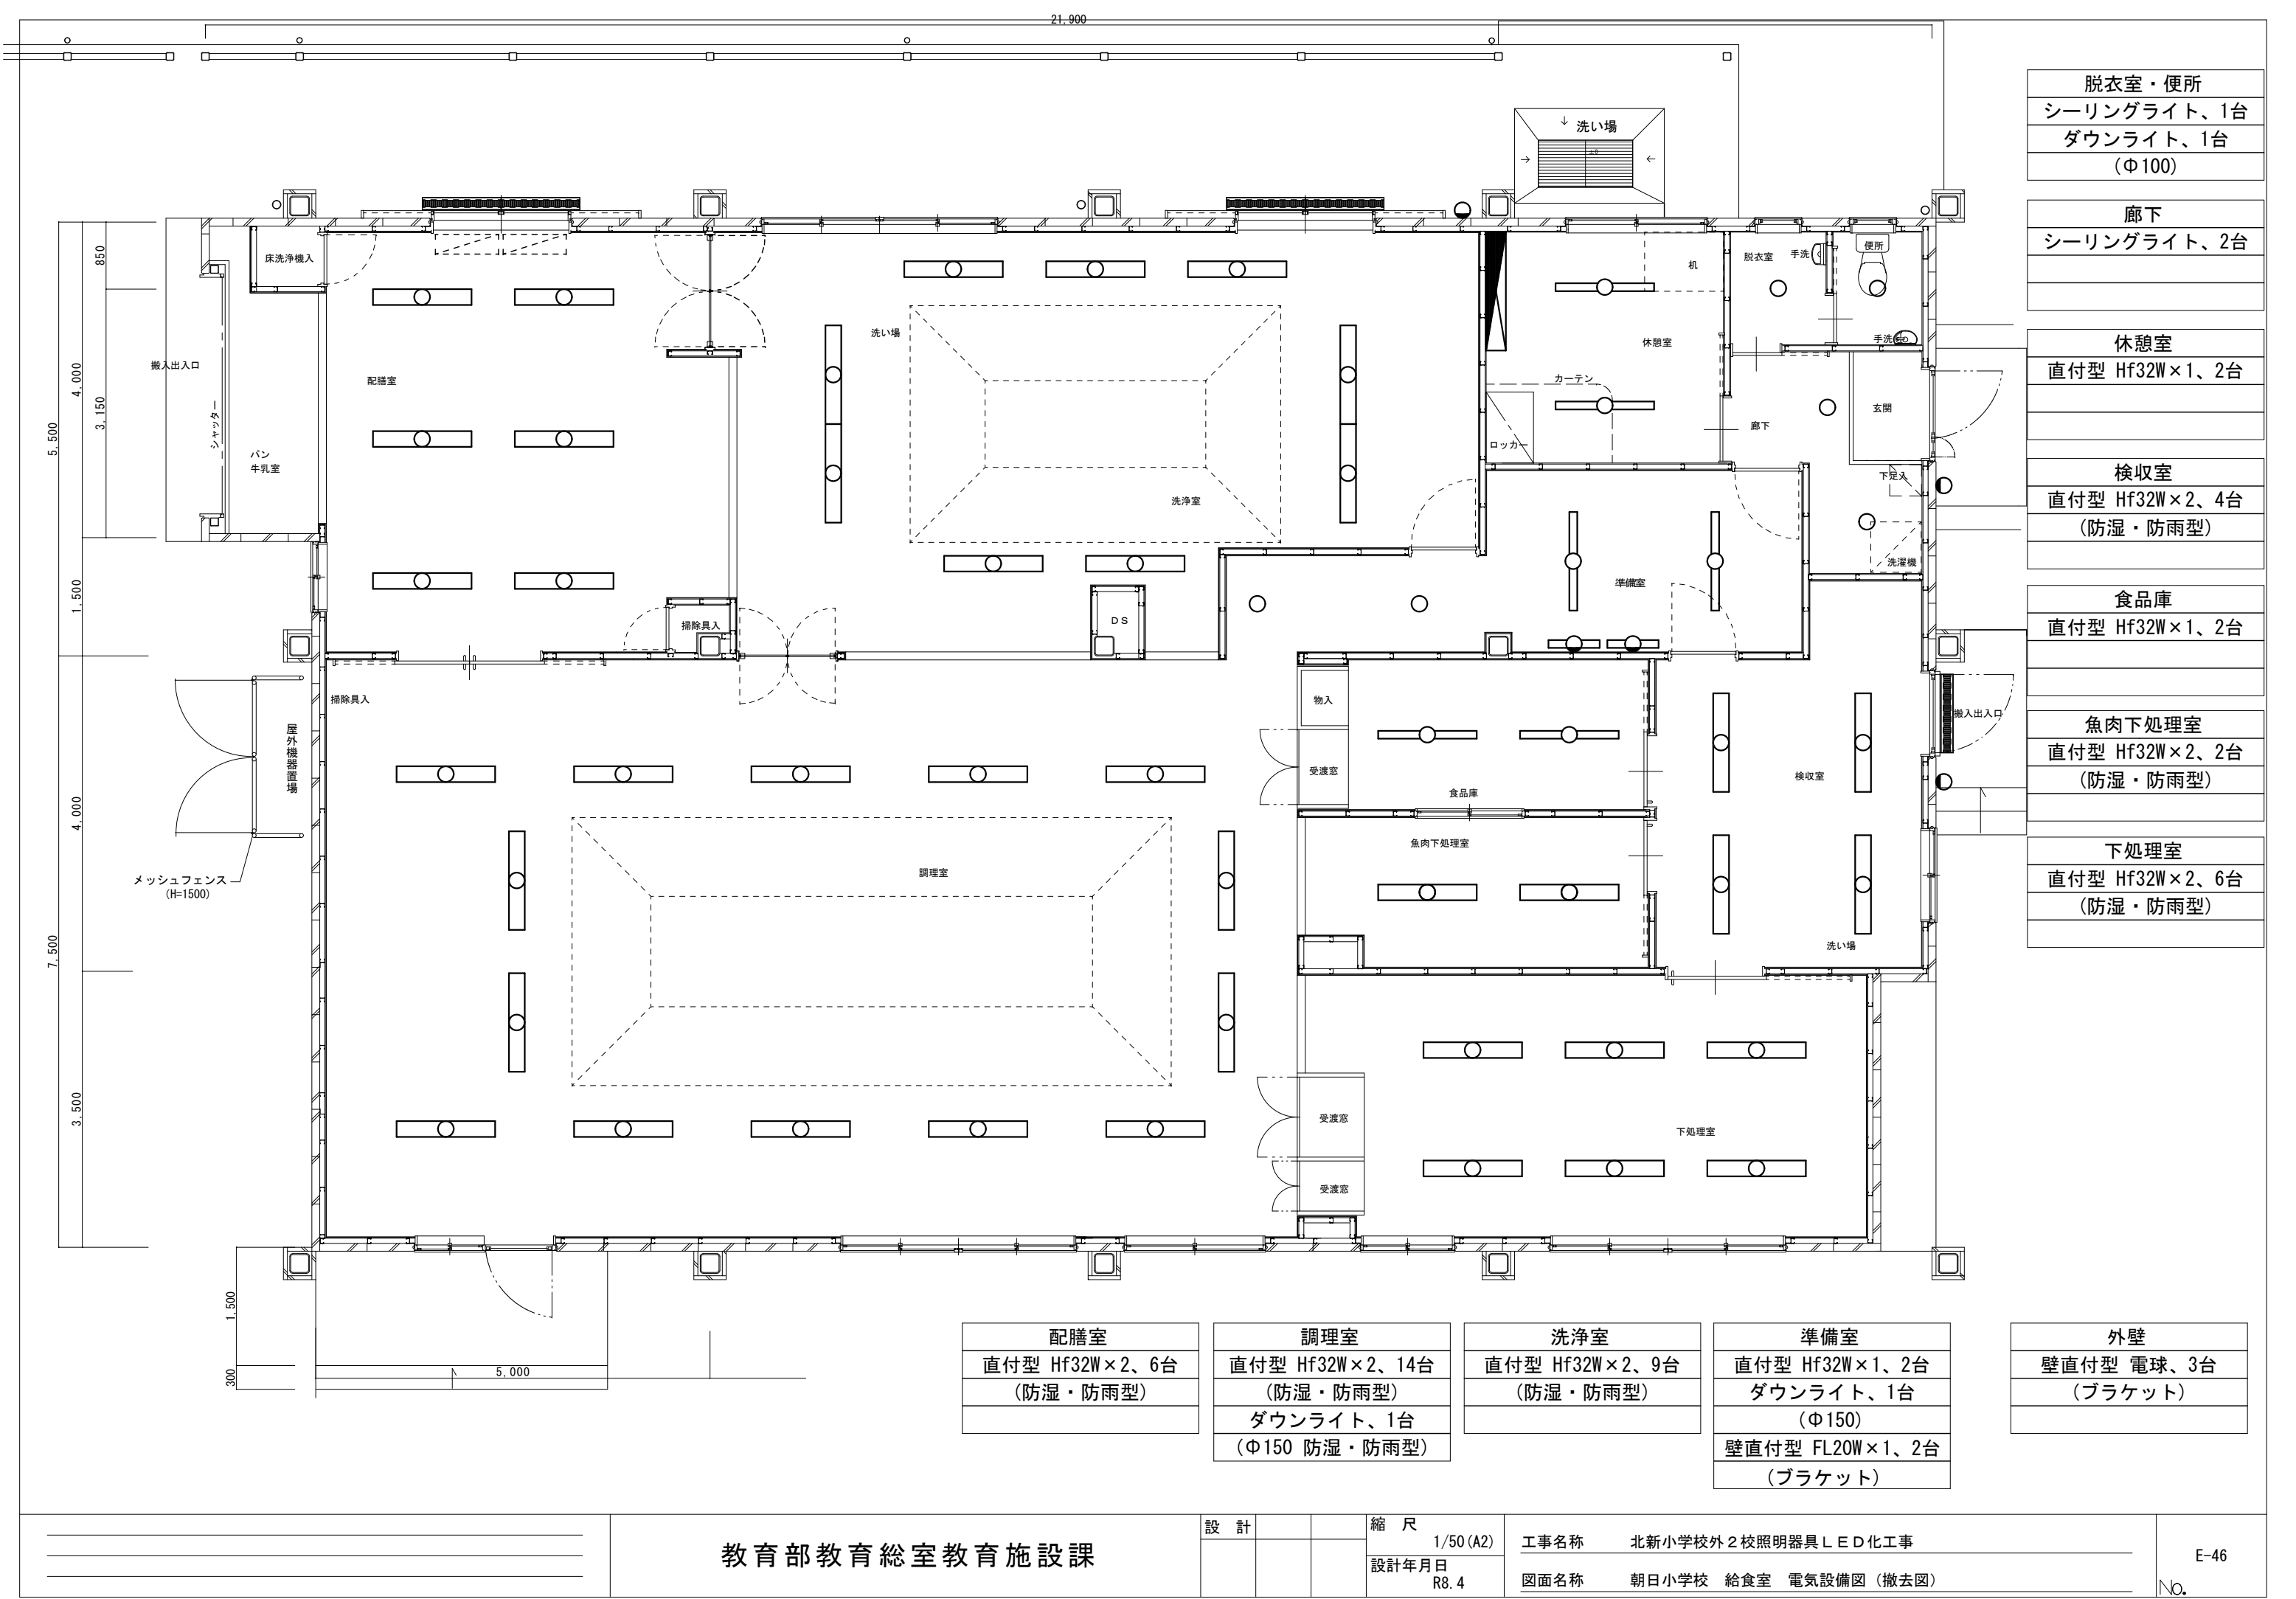 21,900
脱衣室・便所
シーリングライト、1台
ダウンライト、1台
(Φ100)
廊下
シーリングライト、2台
休憩室
直付型 Hf32W×1、2台
検収室
直付型 Hf32W×2、4台
(防湿・防雨型)
食品庫
直付型 Hf32W×1、2台
魚肉下処理室
直付型 Hf32W×2、2台
(防湿・防雨型)
下処理室
直付型 Hf32W×2、6台
(防湿・防雨型)
洗い場
床洗浄機入
850
4,000
3,150
5,500
1,500
4,000
7,500
3,500
1,500
300
5,000
搬入出入口
シャッター
パン
牛乳室
配膳室
洗い場
洗浄室
掃除具入
DS
机
休憩室
カーテン
ロッカー
脱衣室
手洗
便所
手洗
廊下
玄関
下足入
洗濯機
準備室
掃除具入
屋外機器置場
メッシュフェンス
(H=1500)
調理室
物入
受渡窓
食品庫
魚肉下処理室
検収室
搬入出入口
洗い場
受渡窓
受渡窓
下処理室
配膳室
直付型 Hf32W×2、6台
(防湿・防雨型)
調理室
直付型 Hf32W×2、14台
(防湿・防雨型)
ダウンライト、1台
(Φ150 防湿・防雨型)
洗浄室
直付型 Hf32W×2、9台
(防湿・防雨型)
準備室
直付型 Hf32W×1、2台
ダウンライト、1台
(Φ150)
壁直付型 FL20W×1、2台
(ブラケット)
外壁
壁直付型 電球、3台
(ブラケット)
教育部教育総室教育施設課
設 計
縮 尺
1/50(A2)
設計年月日
R8.4
工事名称 北新小学校外2校照明器具LED化工事
図面名称 朝日小学校 給食室 電気設備図(撤去図)
E-46
No.